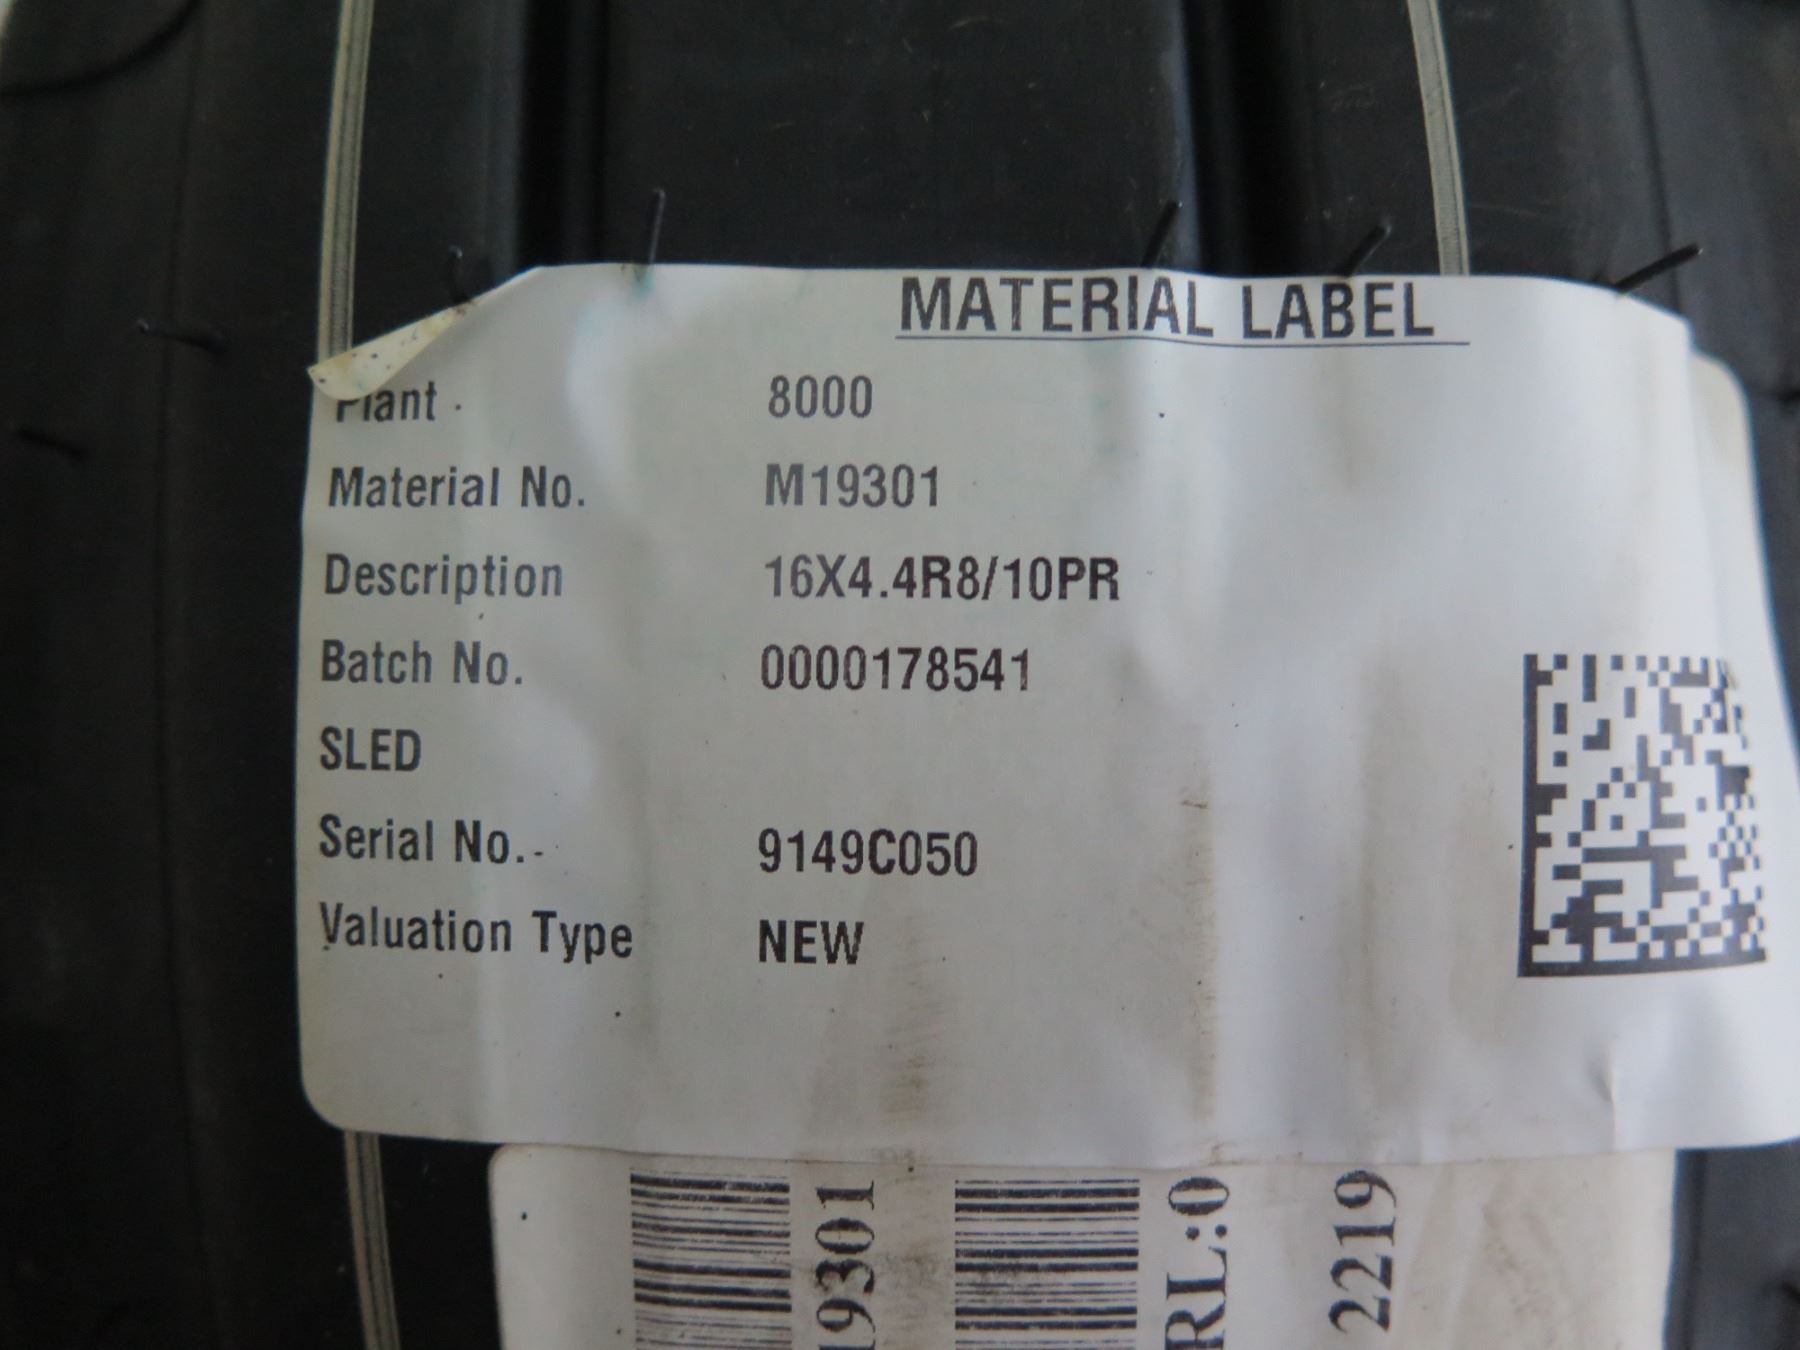 MATERIAL LABEL
Plant 8000
Material No. M19301
Description 16X4.4R8/10PR
Batch No. 0000178541
SLED
Serial No. 9149C050
Valuation Type NEW
19301
RL:0
2219